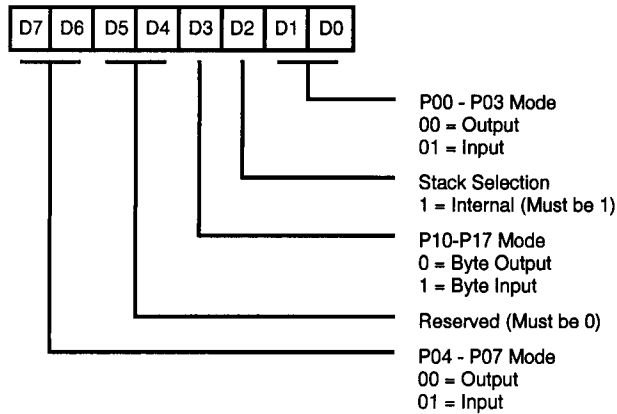 D7 D6 D5 D4 D3 D2 D1 D0
P00 - P03 Mode
00 = Output
01 = Input
Stack Selection
1 = Internal (Must be 1)
P10-P17 Mode
0 = Byte Output
1 = Byte Input
Reserved (Must be 0)
P04 - P07 Mode
00 = Output
01 = Input